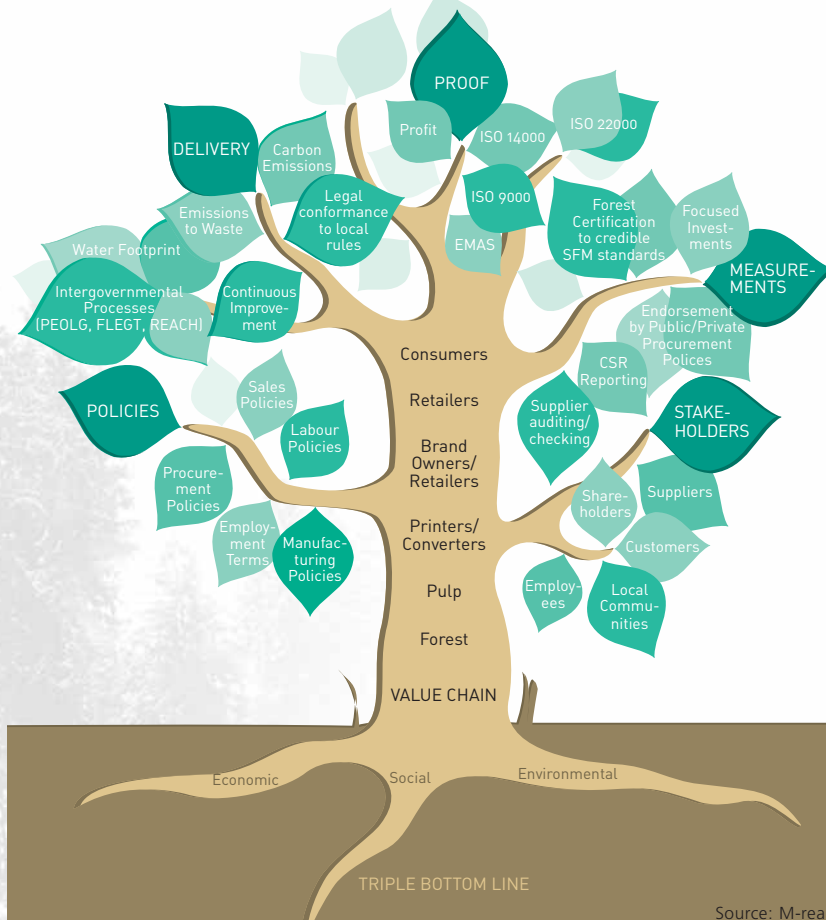 PROOF
Profit
ISO 14000
ISO 22000
ISO 9000
EMAS
DELIVERY
Carbon
Emissions
Legal
conformance
to local
rules
Emissions
to Waste
Water Footprint
Intergovernmental
Processes
(PEOLG, FLEGT, REACH)
Continuous
Improve-
ment
Forest
Certification
to credible
SFM standards
Focused
Invest-
ments
MEASURE-
MENTS
Endorsement
by Public/Private
Procurement
Polices
CSR
Reporting
Supplier
auditing/
checking
POLICIES
Sales
Policies
Labour
Policies
Procure-
ment
Policies
Employ-
ment
Terms
Manufac-
turing
Policies
STAKE-
HOLDERS
Share-
holders
Suppliers
Customers
Employ-
ees
Local
Commu-
nities
Consumers
Retailers
Brand
Owners/
Retailers
Printers/
Converters
Pulp
Forest
VALUE CHAIN
Economic
Social
Environmental
TRIPLE BOTTOM LINE
Source: M-rea